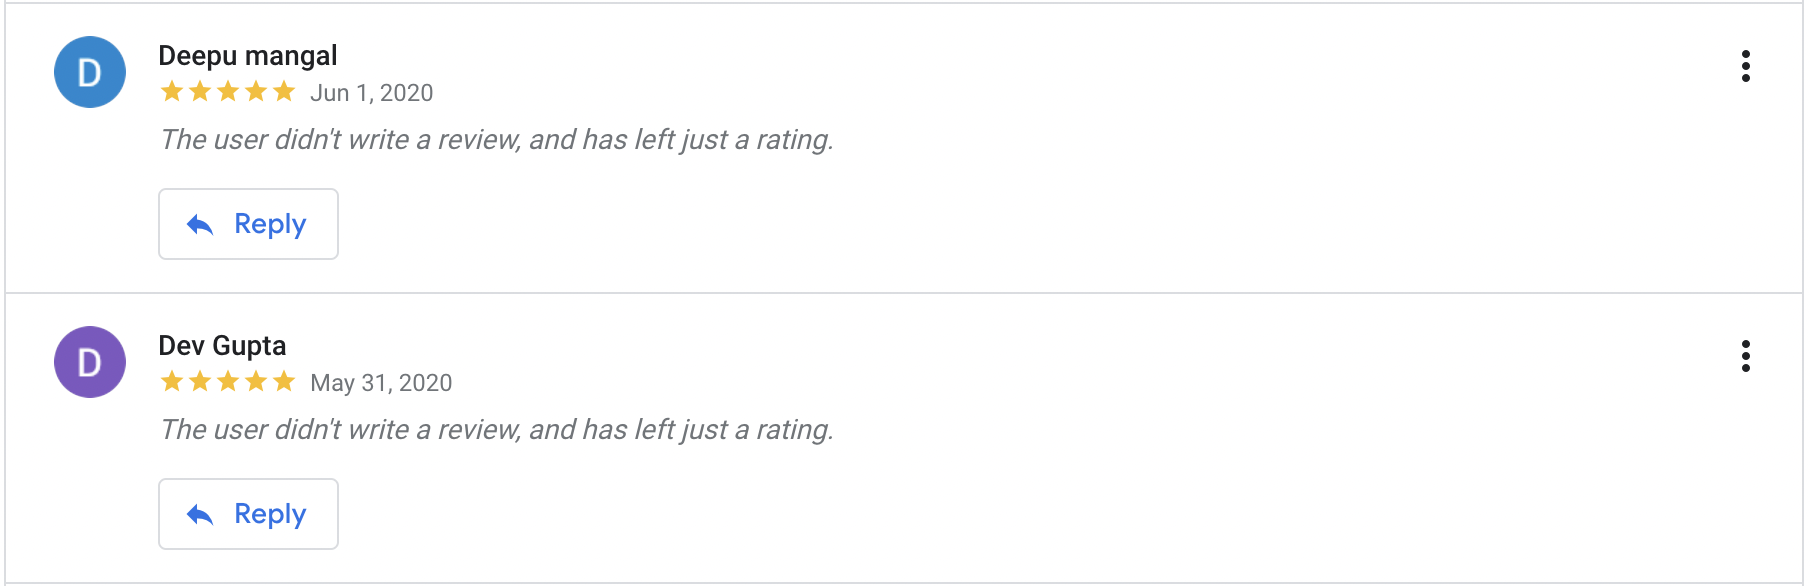 D
Deepu mangal
Jun 1, 2020
The user didn't write a review, and has left just a rating.
Reply
D
Dev Gupta
May 31, 2020
The user didn't write a review, and has left just a rating.
Reply